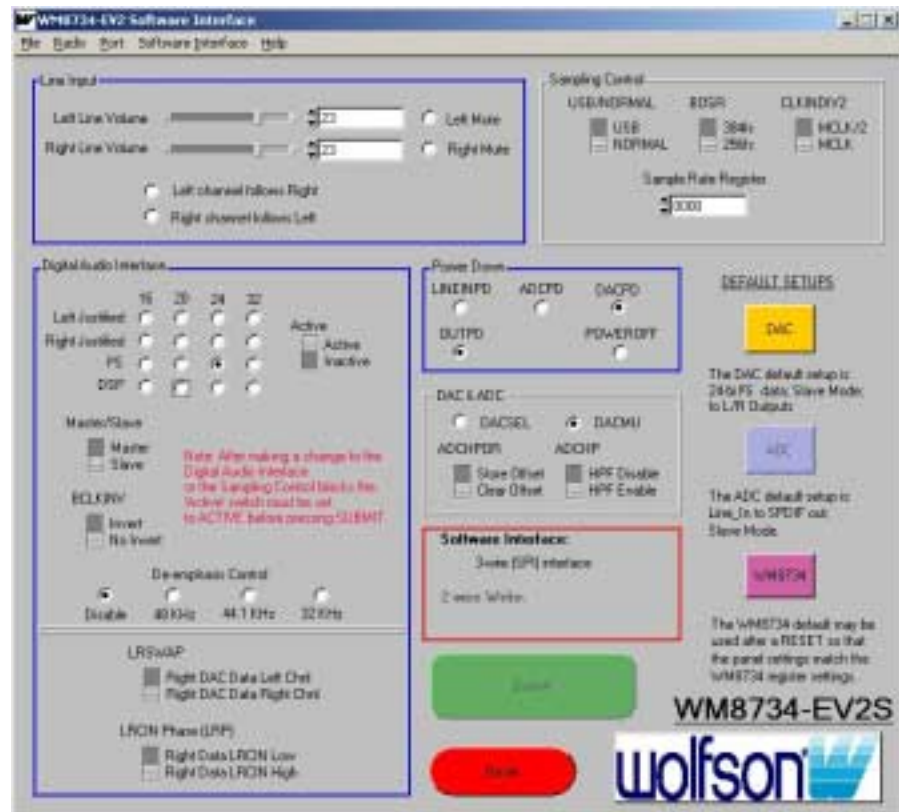 WM8734-EV2 Software Interface
File Radio Port Software Interface Help
Line Input
Left Line Volume 23 Left Mute
Right Line Volume 23 Right Mute
Left channel follows Right
Right channel follows Left
Sampling Control
USB/NORMAL BOSR CLKINDIV2
USB 384fs MCLK/2
NORMAL 256fs MCLK
Sample Rate Register
0000
Digital Audio Interface
16 20 24 32
Left Justified
Right Justified
I²S
DSP
Active
Active
Inactive
Master/Slave
Master
Slave
Note: After making a change to the
Digital Audio Interface
or the Sampling Control blocks the
'Active' switch must be set
to ACTIVE before pressing SUBMIT
BCLKINV
Invert
No Invert
De-emphasis Control
Disable 48 KHz 44.1 KHz 32 KHz
LRSWAP
Right DAC Data Left Chnl
Right DAC Data Right Chnl
LRCIN Phase (LRP)
Right Data LRCIN Low
Right Data LRCIN High
Power Down
LINEINPD ADCPD DACPD
OUTPD POWEROFF
DAC & ADC
DACSEL DACMU
ADCHPOR ADCHP
Store Offset HPF Disable
Clear Offset HPF Enable
Software Interface:
3-wire (SPI) interface
2 wire Write:
Submit
Reset
DEFAULT SETUPS
DAC
The DAC default setup is
24-bit I²S data; Slave Mode;
to L/R Outputs
ADC
The ADC default setup is
Line_In to SPDIF out:
Slave Mode.
WM8734
The WM8734 default may be
used after a RESET so that
the panel settings match the
WM8734 register settings.
WM8734-EV2S
wolfson